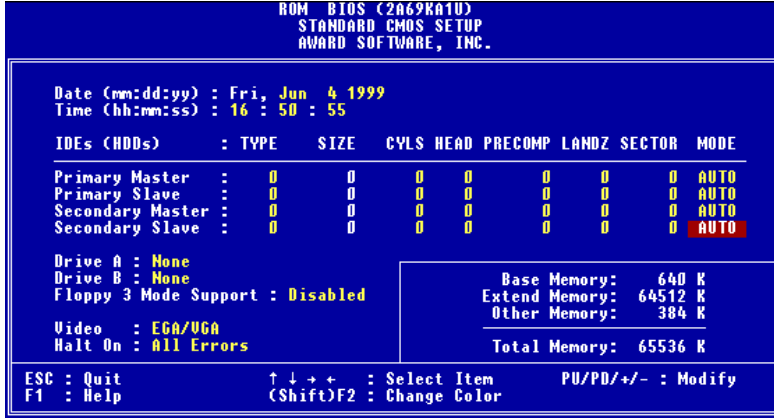 ROM BIOS (2A69KA1U)
STANDARD CMOS SETUP
AWARD SOFTWARE, INC.
Date (mm:dd:yy) : Fri, Jun 4 1999
Time (hh:mm:ss) : 16 : 50 : 55
IDEs (HDDs) : TYPE SIZE CYLS HEAD PRECOMP LANDZ SECTOR MODE
Primary Master : 0 0 0 0 0 0 0 AUTO
Primary Slave : 0 0 0 0 0 0 0 AUTO
Secondary Master : 0 0 0 0 0 0 0 AUTO
Secondary Slave : 0 0 0 0 0 0 0 AUTO
Drive A : None
Drive B : None
Floppy 3 Mode Support : Disabled
Video : EGA/VGA
Halt On : All Errors
Base Memory: 640 K
Extend Memory: 64512 K
Other Memory: 384 K
Total Memory: 65536 K
ESC : Quit ↑ ↓ → ← : Select Item PU/PD/+/- : Modify
F1 : Help (Shift)F2 : Change Color